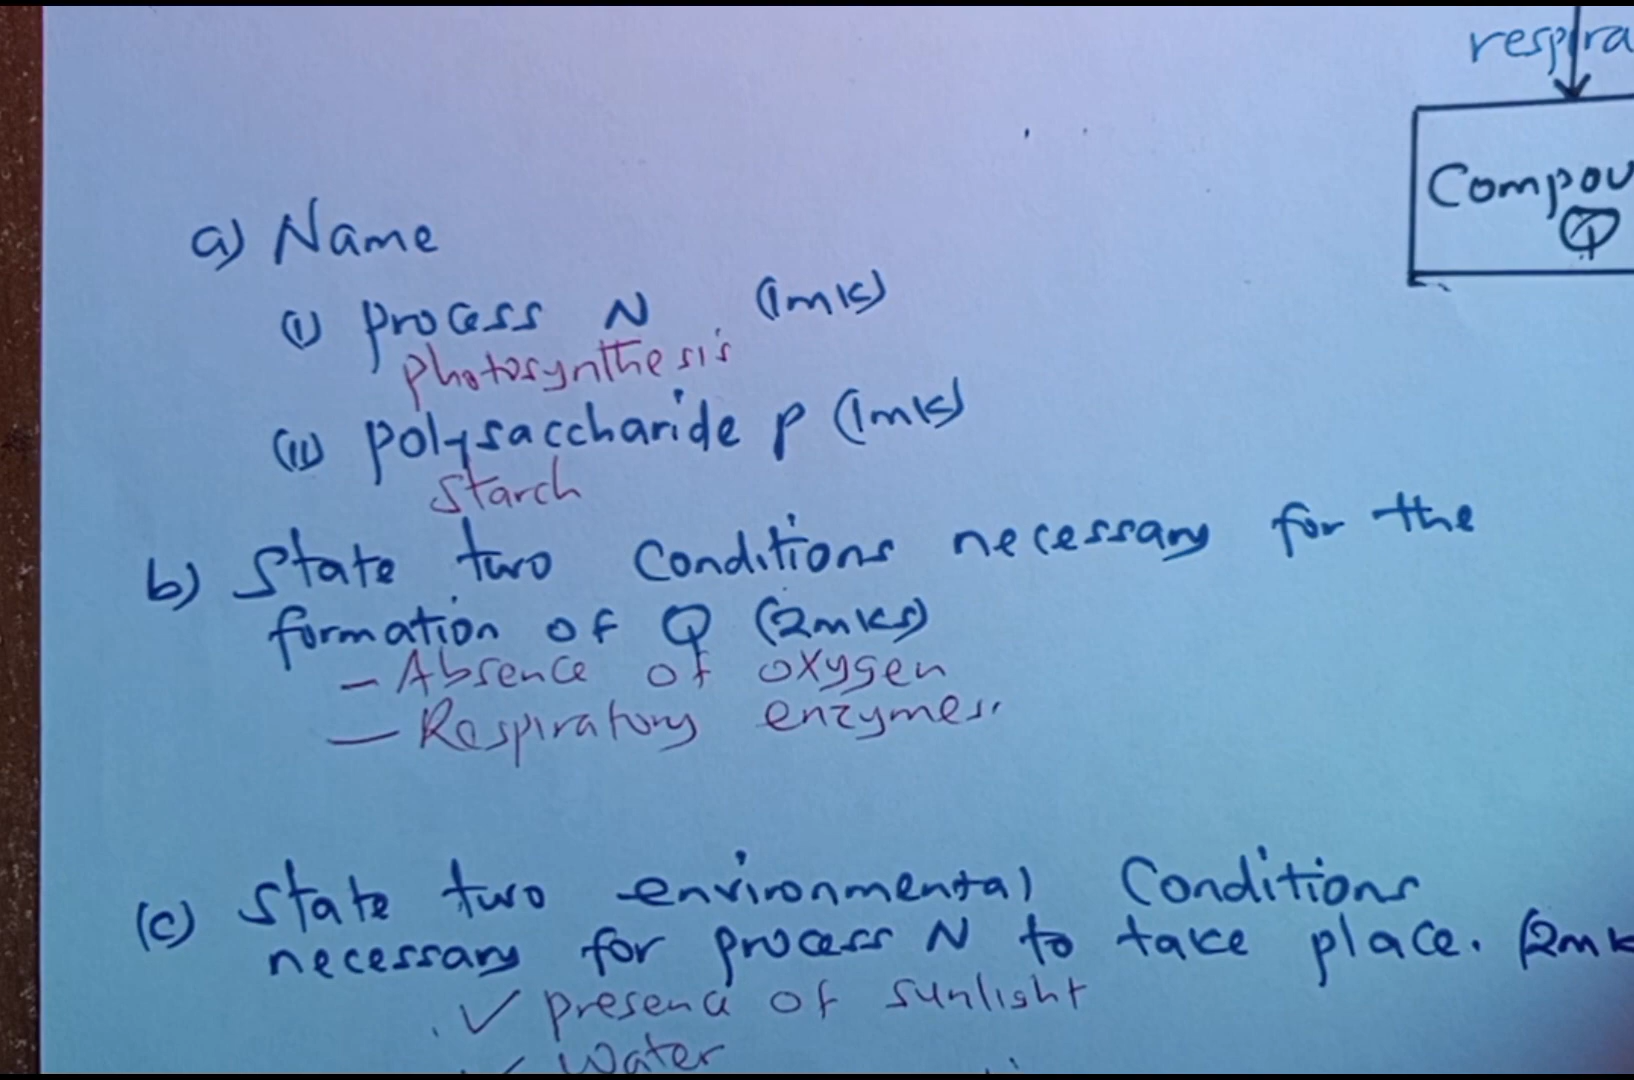 respira
Compou
Q
a) Name
(i) process N (1mk)
photosynthesis
(ii) polysaccharide p (1mk)
starch
b) State two Conditions necessary for the
formation of Q (2mks)
- Absence of oxygen
- Respiratory enzymes.
(c) State two environmental Conditions
necessary for process N to take place. (2mk
✓ presence of sunlight
✓ Water